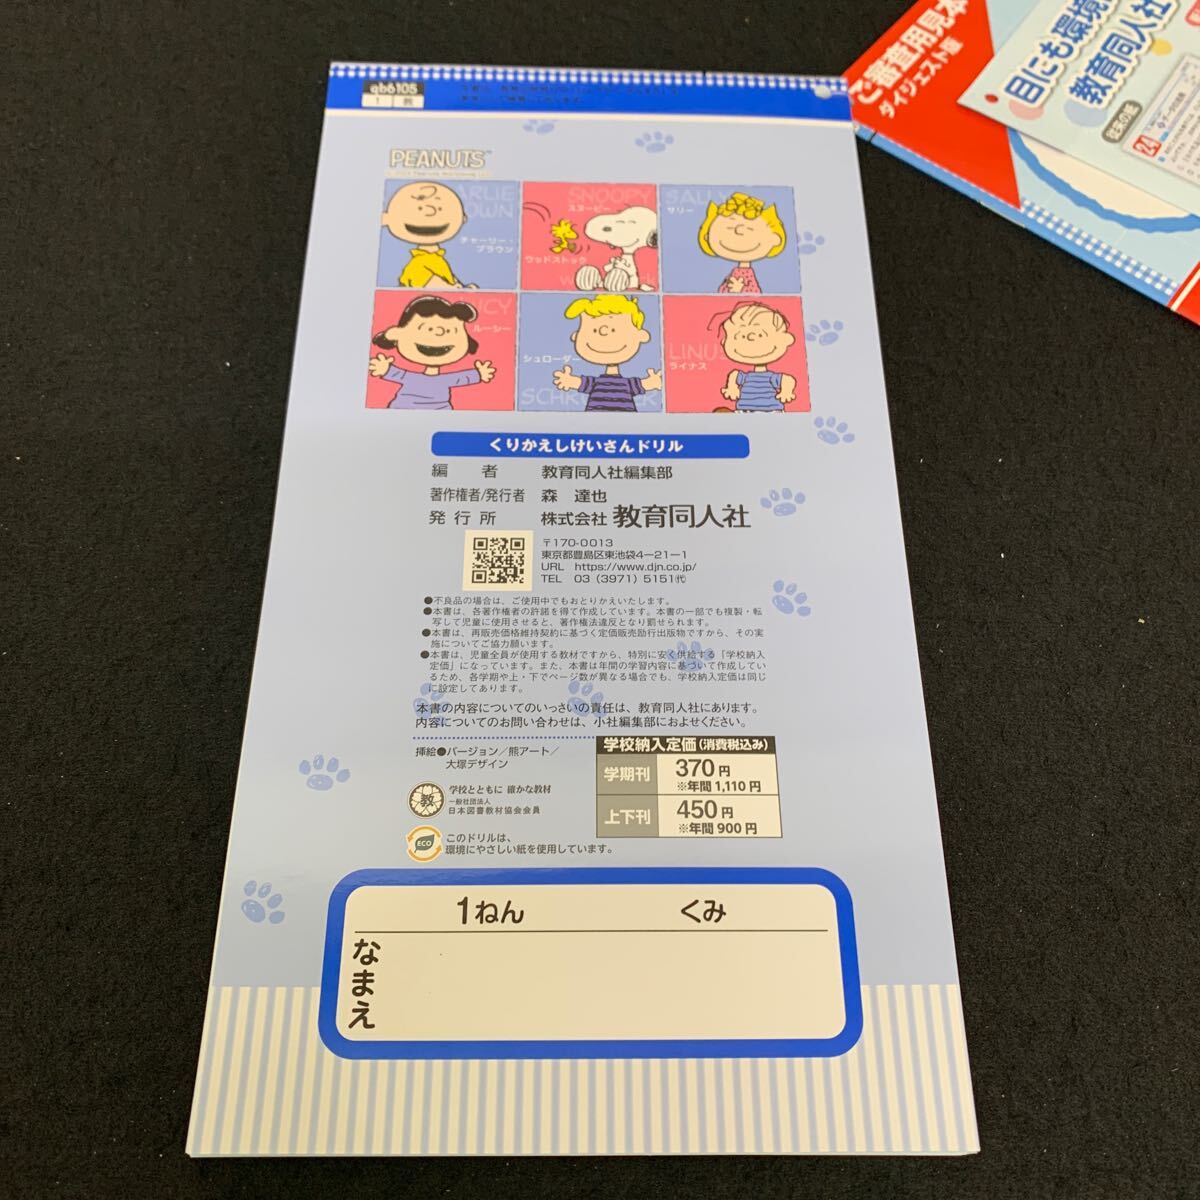 qb6105
PEANUTS™
CHARLIE BROWN
チャーリー・
ブラウン
SNOOPY
スヌーピー
ウッドストック
SALLY
サリー
LUCY
ルーシー
シュローダー
SCHROEDER
LINUS
ライナス
くりかえしけいさんドリル
編 者 教育同人社編集部
著作権者/発行者 森 達也
発行所 株式会社 教育同人社
〒170-0013
東京都豊島区東池袋4-21-1
URL https://www.djn.co.jp/
TEL 03 (3971) 5151㈹
●不良品の場合は、ご使用中でもおとりかえいたします。
●本書は、各著作権者の許諾を得て作成しています。本書の一部でも複製・転
写して児童に使用させると、著作権法違反となり罰せられます。
●本書は、再販売価格維持契約に基づく定価販売励行出版物ですから、その実
施についてご協力願います。
●本書は、児童全員が使用する教材ですから、特別に安く供給する「学校納入
定価」になっています。また、本書は年間の学習内容に基づいて作成してい
るため、各学期や上・下でページ数が異なる場合でも、学校納入定価は同じ
に設定してあります。
本書の内容についてのいっさいの責任は、教育同人社にあります。
内容についてのお問い合わせは、小社編集部におよせください。
挿絵●バージョン/熊アート/
大塚デザイン
学校納入定価(消費税込み)
学期刊 370円
※年間1,110円
上下刊 450円
※年間900円
教
学校とともに 確かな教材
一般社団法人
日本図書教材協会会員
ECO
このドリルは、
環境にやさしい紙を使用しています。
1ねん くみ
なまえ
ご審査用見本
ダイジェスト版
目にも環境
教育同人社
24